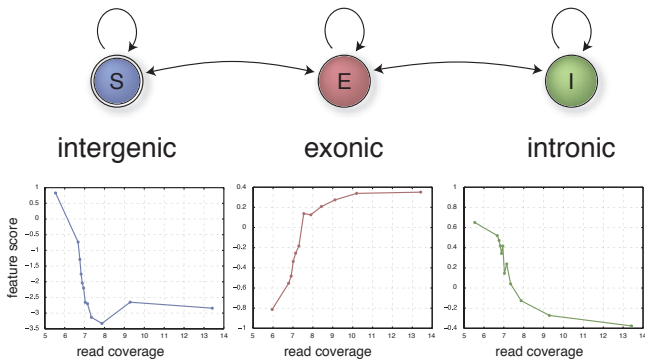 S E I
intergenic exonic intronic
feature score
1
0.5
0
−0.5
−1
−1.5
−2
−2.5
−3
−3.5
5 6 7 8 9 10 11 12 13 14
read coverage
0.4
0.2
0
−0.2
−0.4
−0.6
−0.8
−1
5 6 7 8 9 10 11 12 13 14
read coverage
1
0.8
0.6
0.4
0.2
0
−0.2
−0.4
5 6 7 8 9 10 11 12 13 14
read coverage